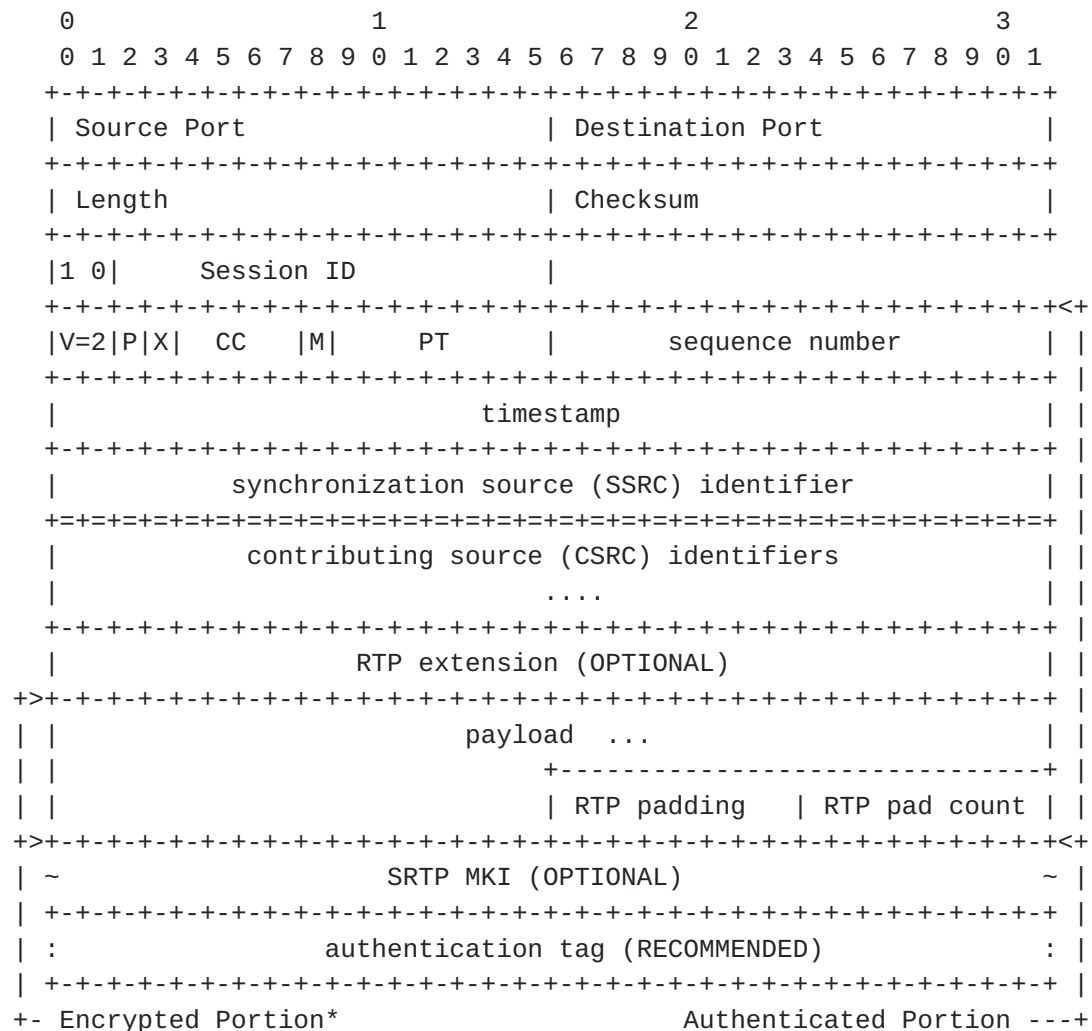 0                   1                   2                   3
 0 1 2 3 4 5 6 7 8 9 0 1 2 3 4 5 6 7 8 9 0 1 2 3 4 5 6 7 8 9 0 1
+-+-+-+-+-+-+-+-+-+-+-+-+-+-+-+-+-+-+-+-+-+-+-+-+-+-+-+-+-+-+-+-+
| Source Port                   | Destination Port              |
+-+-+-+-+-+-+-+-+-+-+-+-+-+-+-+-+-+-+-+-+-+-+-+-+-+-+-+-+-+-+-+-+
| Length                        | Checksum                      |
+-+-+-+-+-+-+-+-+-+-+-+-+-+-+-+-+-+-+-+-+-+-+-+-+-+-+-+-+-+-+-+-+
|1 0|     Session ID            |
+-+-+-+-+-+-+-+-+-+-+-+-+-+-+-+-+-+-+-+-+-+-+-+-+-+-+-+-+-+-+-+-+<+
|V=2|P|X|  CC   |M|     PT      |       sequence number         | |
+-+-+-+-+-+-+-+-+-+-+-+-+-+-+-+-+-+-+-+-+-+-+-+-+-+-+-+-+-+-+-+-+ |
|                           timestamp                           | |
+-+-+-+-+-+-+-+-+-+-+-+-+-+-+-+-+-+-+-+-+-+-+-+-+-+-+-+-+-+-+-+-+ |
|           synchronization source (SSRC) identifier            | |
+=+=+=+=+=+=+=+=+=+=+=+=+=+=+=+=+=+=+=+=+=+=+=+=+=+=+=+=+=+=+=+=+ |
|            contributing source (CSRC) identifiers             | |
|                               ....                            | |
+-+-+-+-+-+-+-+-+-+-+-+-+-+-+-+-+-+-+-+-+-+-+-+-+-+-+-+-+-+-+-+-+ |
|                   RTP extension (OPTIONAL)                    | |
+>+-+-+-+-+-+-+-+-+-+-+-+-+-+-+-+-+-+-+-+-+-+-+-+-+-+-+-+-+-+-+-+-+ |
| |                          payload  ...                         | |
| |                               +-------------------------------+ |
| |                               | RTP padding   | RTP pad count | |
+>+-+-+-+-+-+-+-+-+-+-+-+-+-+-+-+-+-+-+-+-+-+-+-+-+-+-+-+-+-+-+-+-+<+
| ~                     SRTP MKI (OPTIONAL)                       ~ |
| +-+-+-+-+-+-+-+-+-+-+-+-+-+-+-+-+-+-+-+-+-+-+-+-+-+-+-+-+-+-+-+-+ |
| :                 authentication tag (RECOMMENDED)              : |
| +-+-+-+-+-+-+-+-+-+-+-+-+-+-+-+-+-+-+-+-+-+-+-+-+-+-+-+-+-+-+-+-+ |
+- Encrypted Portion*                      Authenticated Portion ---+